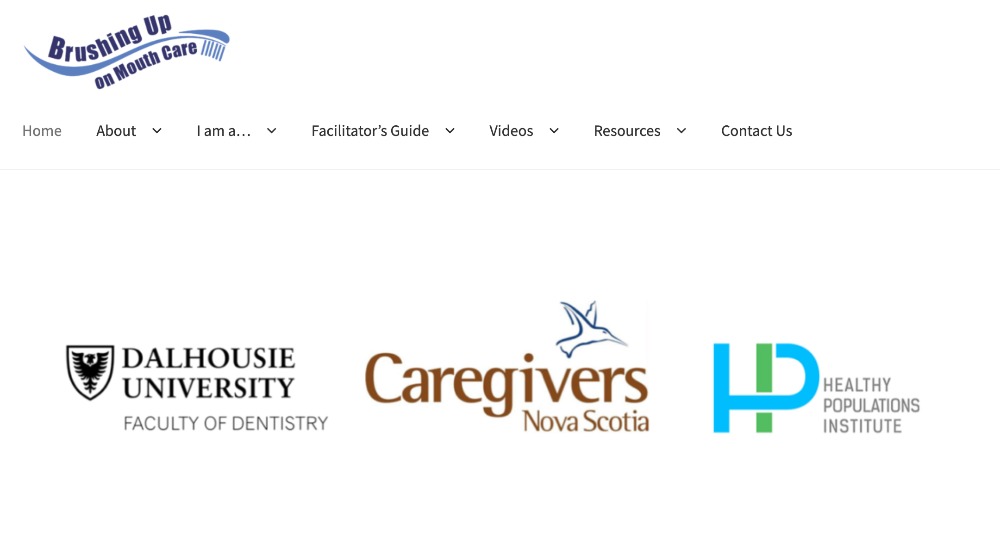 Brushing Up
on Mouth Care
Home About I am a… Facilitator’s Guide Videos Resources Contact Us
DALHOUSIE
UNIVERSITY
FACULTY OF DENTISTRY
Caregivers
Nova Scotia
HP
HEALTHY
POPULATIONS
INSTITUTE